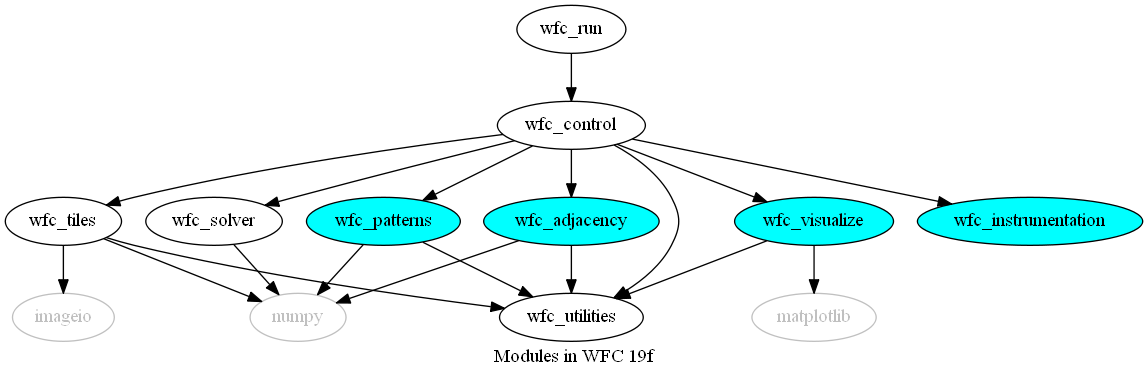 wfc_run
wfc_control
wfc_tiles
wfc_solver
wfc_patterns
wfc_adjacency
wfc_visualize
wfc_instrumentation
imageio
numpy
wfc_utilities
matplotlib
Modules in WFC 19f